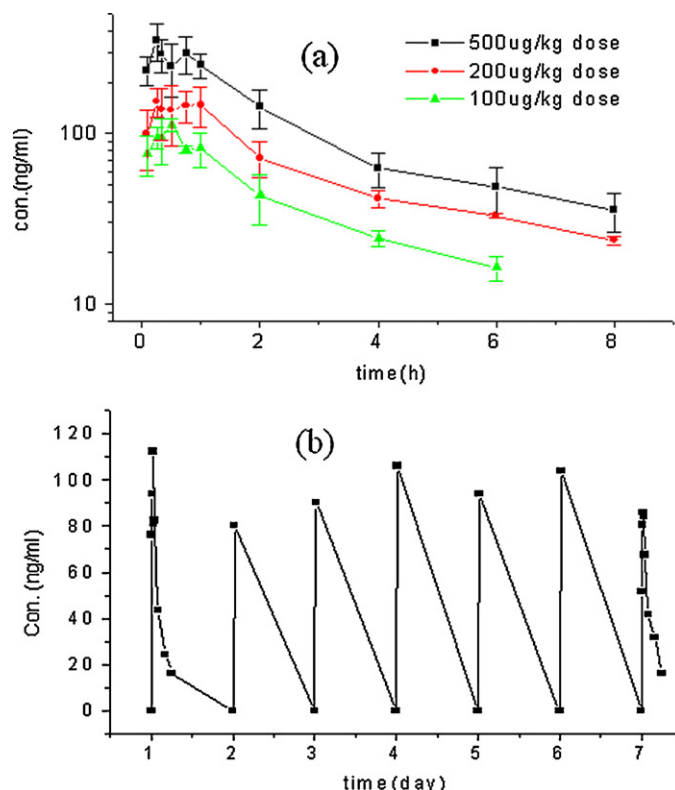 (a)
500ug/kg dose
200ug/kg dose
100ug/kg dose
con.(ng/ml)
100
10
0
2
4
6
8
time(h)
(b)
Con.(ng/ml)
120
100
80
60
40
20
0
1
2
3
4
5
6
7
time(day)